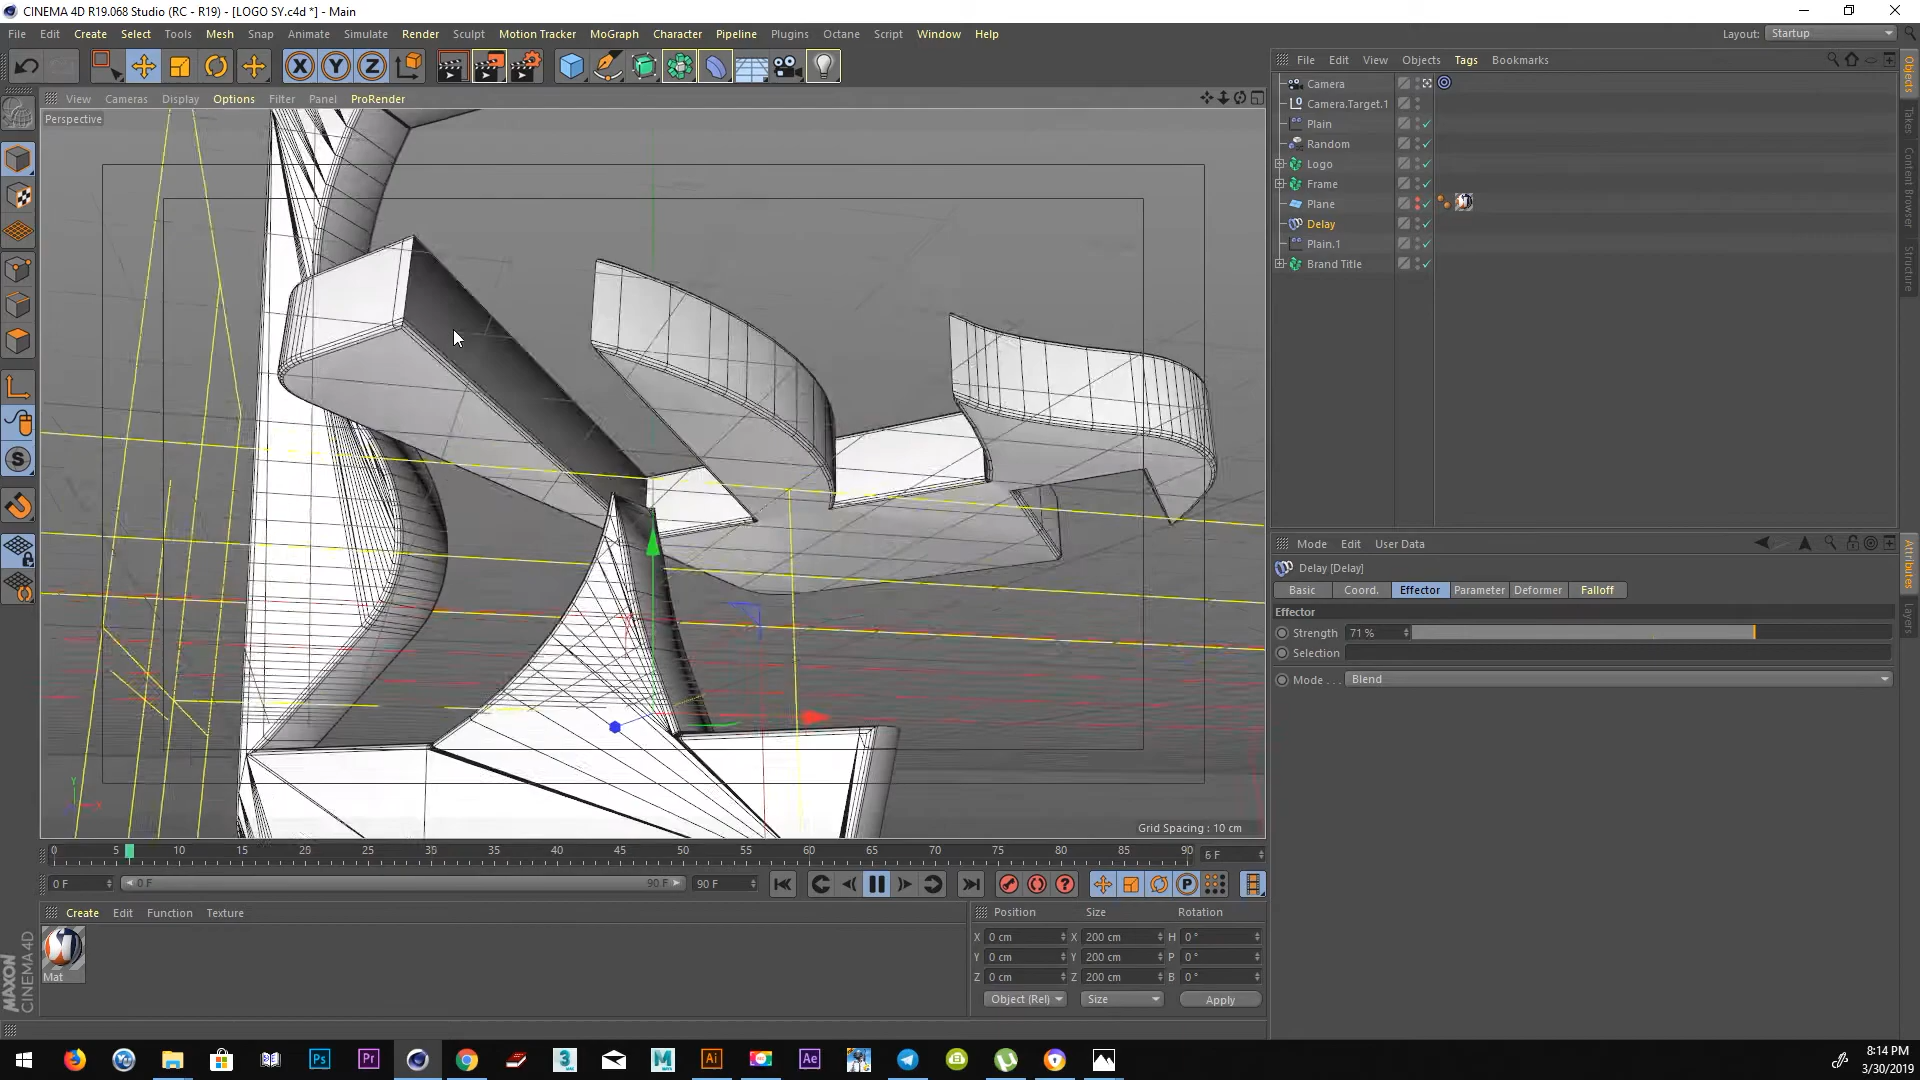 CINEMA 4D R19.068 Studio (RC - R19) - [LOGO SY.c4d *] - Main
File Edit Create Select Tools Mesh Snap Animate Simulate Render Sculpt Motion Tracker MoGraph Character Pipeline Plugins Octane Script Window Help
Layout: Startup
File Edit View Objects Tags Bookmarks
View Cameras Display Options Filter Panel ProRender
Perspective
Camera
Camera.Target.1
Plain
Random
Logo
Frame
Plane
Delay
Plain.1
Brand Title
Objects
Takes
Content Browser
Structure
Mode Edit User Data
Delay [Delay]
Basic Coord. Effector Parameter Deformer Falloff
Effector
Strength 71 %
Selection
Mode . . . Blend
Attributes
Layers
Grid Spacing : 10 cm
0 5 10 15 20 25 30 35 40 45 50 55 60 65 70 75 80 85 90 6 F
0 F 0 F 90 F 90 F
Create Edit Function Texture
Mat
MAXON
CINEMA 4D
Position Size Rotation
X 0 cm X 200 cm H 0 °
Y 0 cm Y 200 cm P 0 °
Z 0 cm Z 200 cm B 0 °
Object (Rel) Size Apply
8:14 PM
3/30/2019